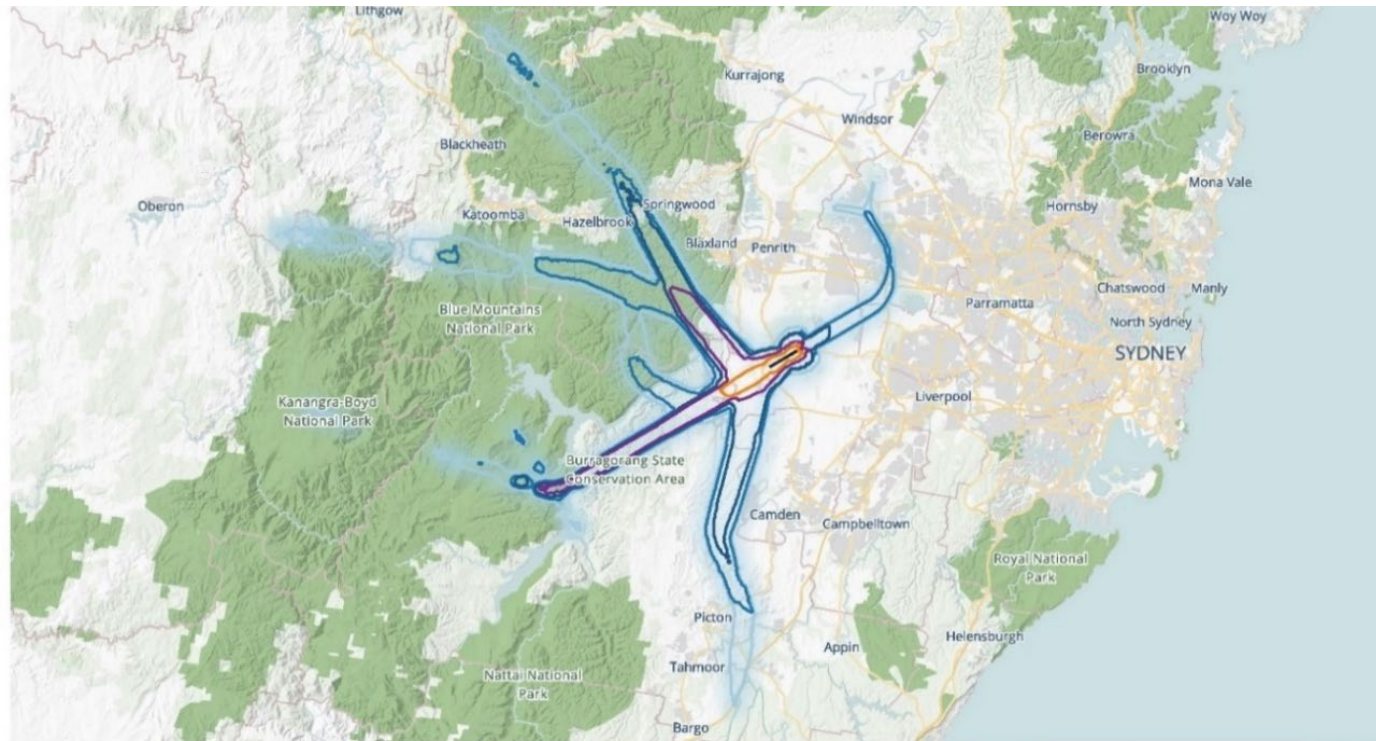 Lithgow
Woy Woy
Brooklyn
Kurrajong
Windsor
Berowra
Blackheath
Mona Vale
Oberon
Katoomba
Springwood
Hornsby
Hazelbrook
Blaxland
Penrith
Chatswood
Manly
Parramatta
Blue Mountains
National Park
North Sydney
SYDNEY
Kanangra-Boyd
National Park
Liverpool
Burragorang State
Conservation Area
Camden
Campbelltown
Royal National
Park
Picton
Helensburgh
Appin
Tahmoor
Nattai National
Park
Bargo